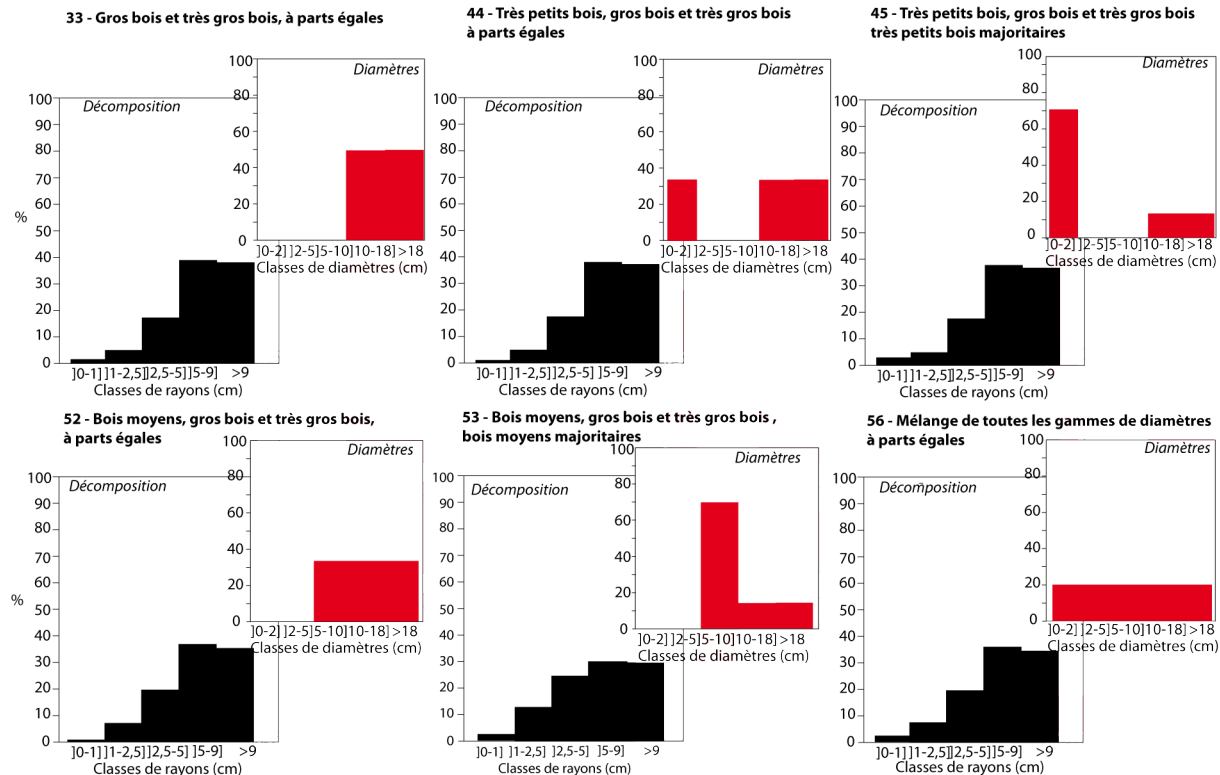 33 - Gros bois et très gros bois, à parts égales
Diamètres
100
80
60
40
20
0
]0-2] ]2-5]]5-10]]10-18] >18
Classes de diamètres (cm)
Décomposition
100
90
80
70
60
50
40
30
20
10
0
%
]0-1] ]1-2,5]]2,5-5]]5-9] >9
Classes de rayons (cm)
44 - Très petits bois, gros bois et très gros bois
à parts égales
Diamètres
100
80
60
40
20
0
]0-2] ]2-5]]5-10]]10-18] >18
Classes de diamètres (cm)
Décomposition
100
90
80
70
60
50
40
30
20
10
0
]0-1] ]1-2,5]]2,5-5]]5-9] >9
Classes de rayons (cm)
45 - Très petits bois, gros bois et très gros bois
très petits bois majoritaires
Diamètres
100
80
60
40
20
0
]0-2] ]2-5]]5-10] ]10-18] >18
Classes de diamètres (cm)
Décomposition
100
90
80
70
60
50
40
30
20
10
0
]0-1] ]1-2,5]]2,5-5]]5-9] >9
Classes de rayons (cm)
52 - Bois moyens, gros bois et très gros bois,
à parts égales
Diamètres
100
80
60
40
20
0
]0-2] ]2-5]]5-10]]10-18] >18
Classes de diamètres (cm)
Décomposition
100
90
80
70
60
50
40
30
20
10
0
%
]0-1] ]1-2,5]]2,5-5] ]5-9] >9
Classes de rayons (cm)
53 - Bois moyens, gros bois et très gros bois ,
bois moyens majoritaires
Diamètres
100
80
60
40
20
0
]0-2] ]2-5]]5-10]]10-18] >18
Classes de diamètres (cm)
Décomposition
100
90
80
70
60
50
40
30
20
10
0
]0-1] ]1-2,5] ]2,5-5] ]5-9] >9
Classes de rayons (cm)
56 - Mélange de toutes les gammes de diamètres
à parts égales
Diamètres
100
80
60
40
20
0
]0-2] ]2-5]]5-10]]10-18] >18
Classes de diamètres (cm)
Décomposition
100
90
80
70
60
50
40
30
20
10
0
]0-1] ]1-2,5]]2,5-5]]5-9] >9
Classes de rayons (cm)